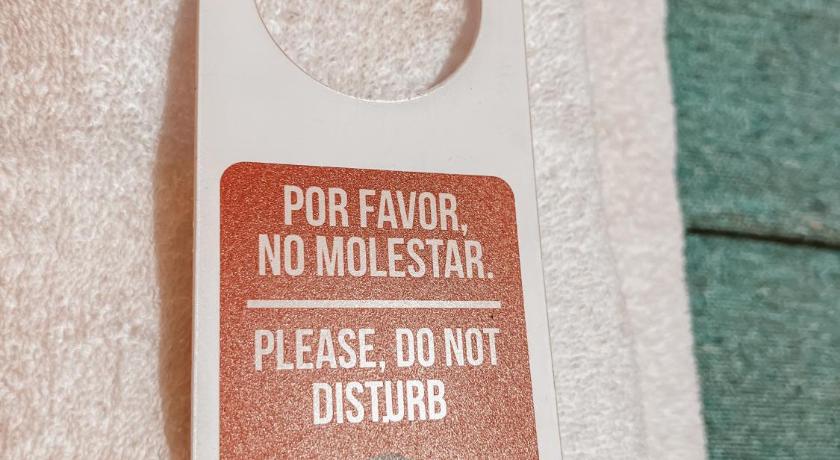 POR FAVOR,
NO MOLESTAR.
PLEASE, DO NOT
DISTURB